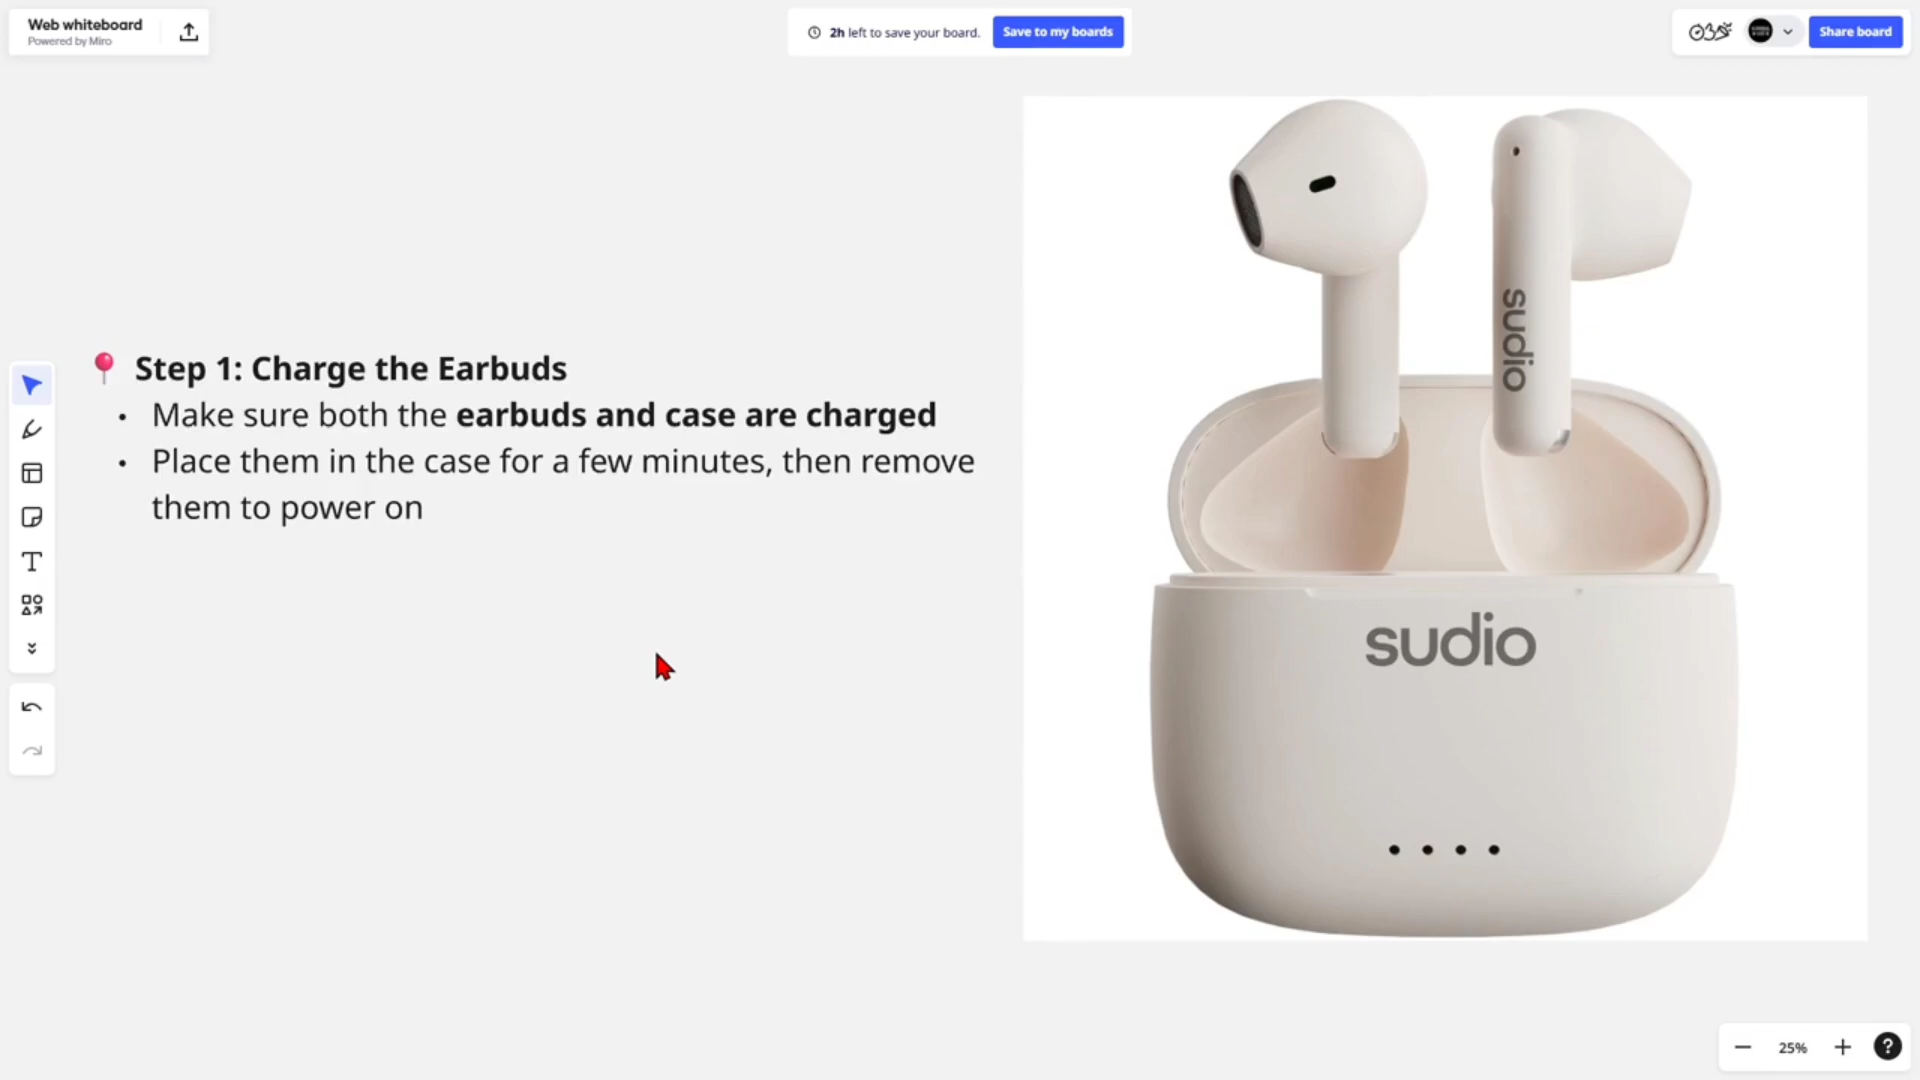 Web whiteboard
Powered by Miro
2h left to save your board.
Save to my boards
Share board
Step 1: Charge the Earbuds
• Make sure both the earbuds and case are charged
• Place them in the case for a few minutes, then remove
them to power on
sudio
sudio
25%
?